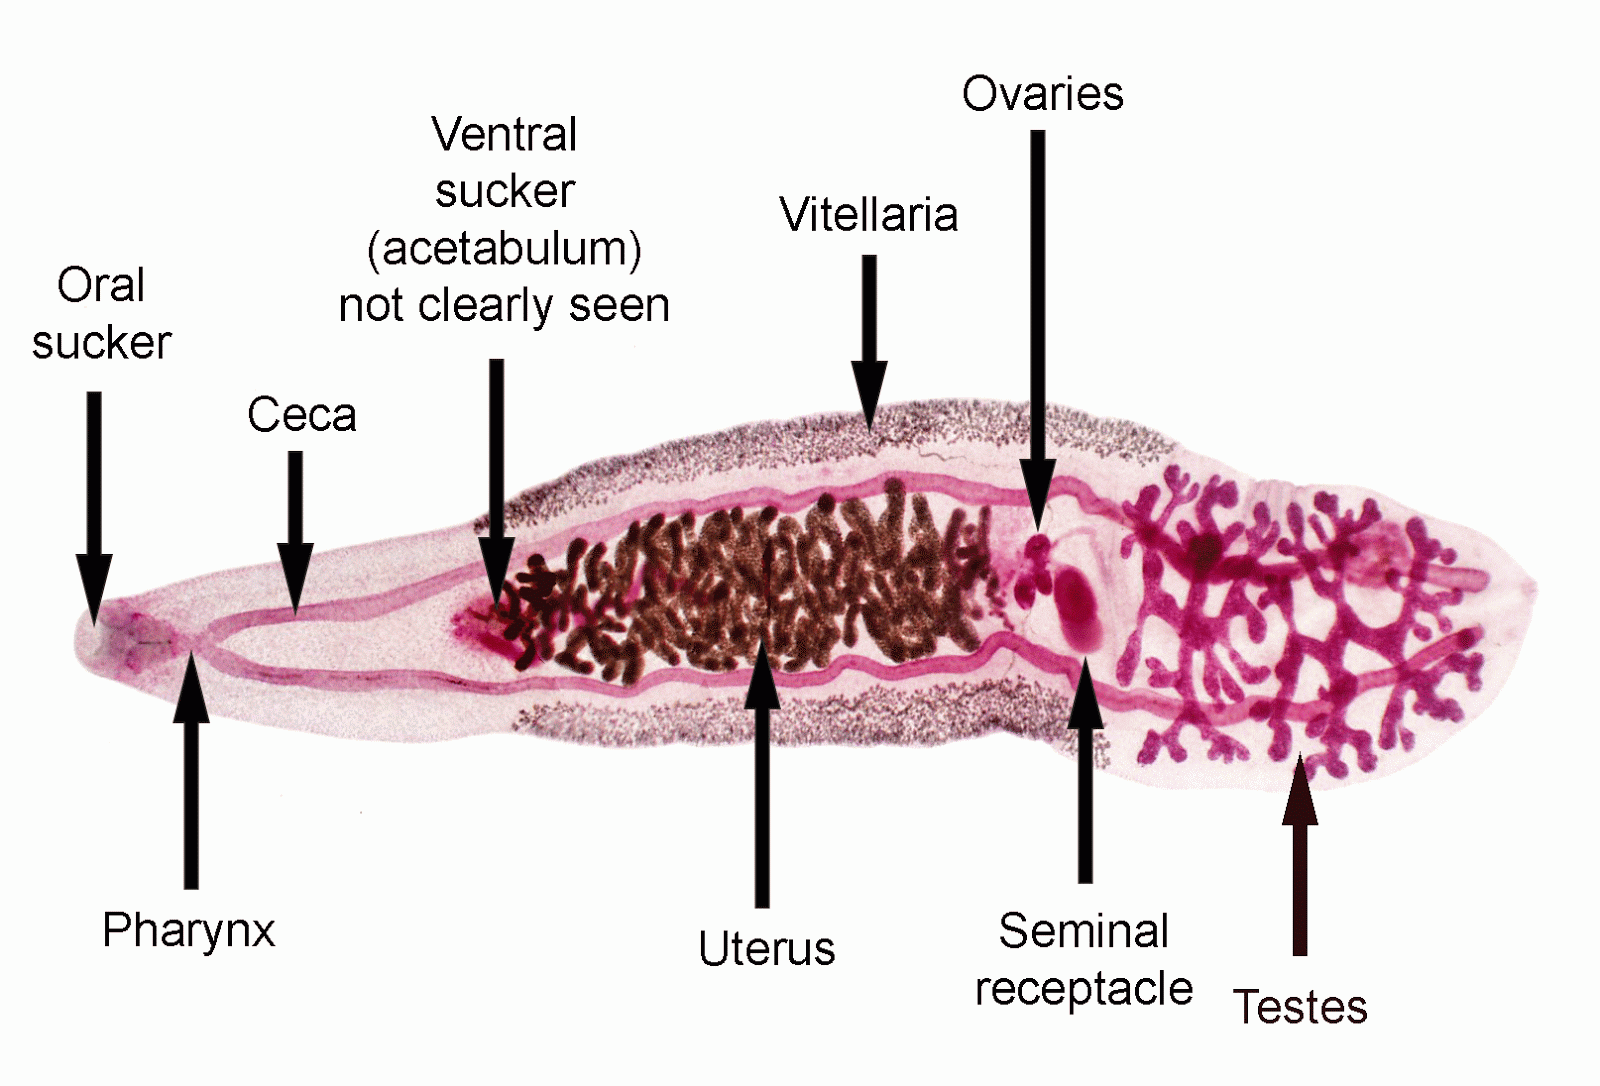 Ovaries
Ventral
sucker
(acetabulum)
not clearly seen
Vitellaria
Oral
sucker
Ceca
Pharynx
Uterus
Seminal
receptacle
Testes